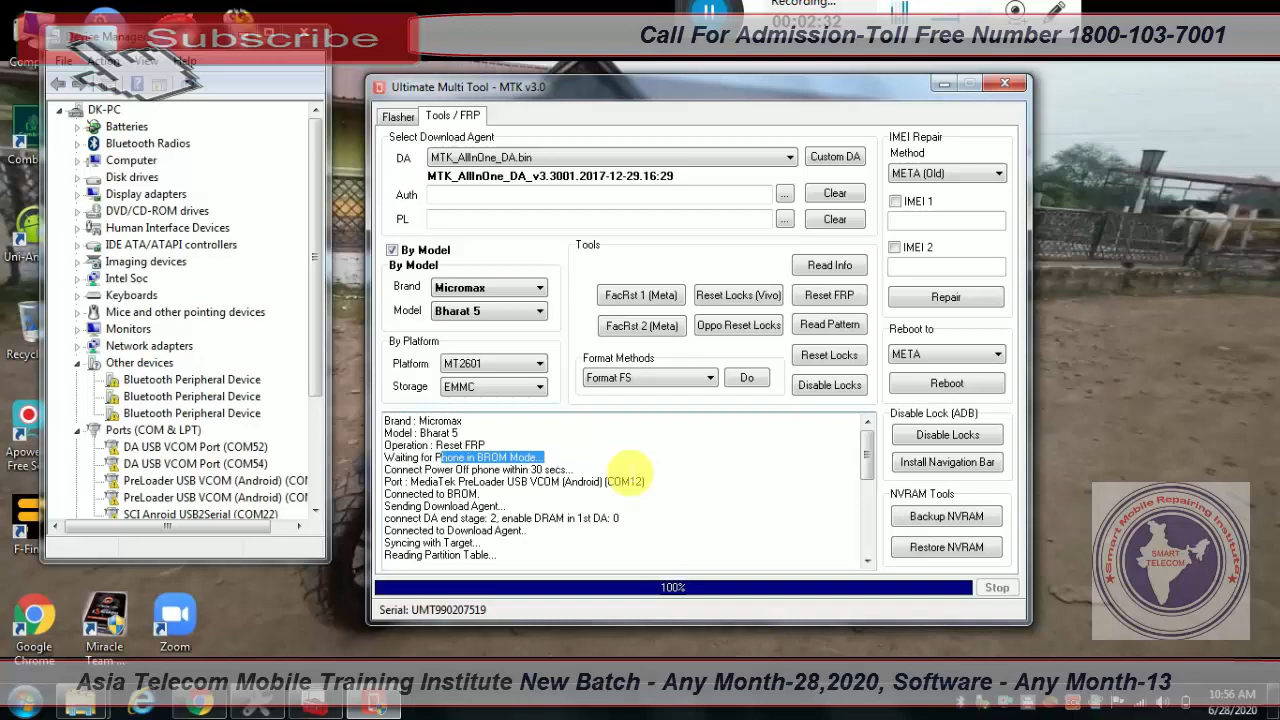 Recording...
00:02:32
Subscribe
Call For Admission-Toll Free Number 1800-103-7001
Device Manager
File Action View Help
DK-PC
Batteries
Bluetooth Radios
Computer
Disk drives
Display adapters
DVD/CD-ROM drives
Human Interface Devices
IDE ATA/ATAPI controllers
Imaging devices
Intel Soc
Keyboards
Mice and other pointing devices
Monitors
Network adapters
Other devices
Bluetooth Peripheral Device
Bluetooth Peripheral Device
Bluetooth Peripheral Device
Ports (COM & LPT)
DA USB VCOM Port (COM52)
DA USB VCOM Port (COM54)
PreLoader USB VCOM (Android) (CO
PreLoader USB VCOM (Android) (CO
SCI Anroid USB2Serial (COM22)
Ultimate Multi Tool - MTK v3.0
Flasher Tools / FRP
Select Download Agent
DA MTK_AllInOne_DA.bin Custom DA
MTK_AllInOne_DA_v3.3001.2017-12-29.16:29
Auth ... Clear
PL ... Clear
By Model
By Model
Brand Micromax
Model Bharat 5
By Platform
Platform MT2601
Storage EMMC
Tools
Read Info
FacRst 1 (Meta) Reset Locks (Vivo) Reset FRP
FacRst 2 (Meta) Oppo Reset Locks Read Pattern
Format Methods
Reset Locks
Format FS Do
Disable Locks
IMEI Repair
Method
META (Old)
IMEI 1
IMEI 2
Repair
Reboot to
META
Reboot
Disable Lock (ADB)
Disable Locks
Install Navigation Bar
NVRAM Tools
Backup NVRAM
Restore NVRAM
Brand : Micromax
Model : Bharat 5
Operation : Reset FRP
Waiting for Phone in BROM Mode...
Connect Power Off phone within 30 secs...
Port : MediaTek PreLoader USB VCOM (Android) (COM12)
Connected to BROM.
Sending Download Agent...
connect DA end stage: 2, enable DRAM in 1st DA: 0
Connected to Download Agent..
Syncing with Target...
Reading Partition Table...
100% Stop
Serial: UMT990207519
Comb
Uni-An
Recyc
F-Fin
Google Chrome
Miracle Team ...
Zoom
Smart Mobile Repairing Institute
SMART
TELECOM
Asia Telecom Mobile Training Institute New Batch - Any Month-28,2020, Software - Any Month-13
10:56 AM
6/28/2020